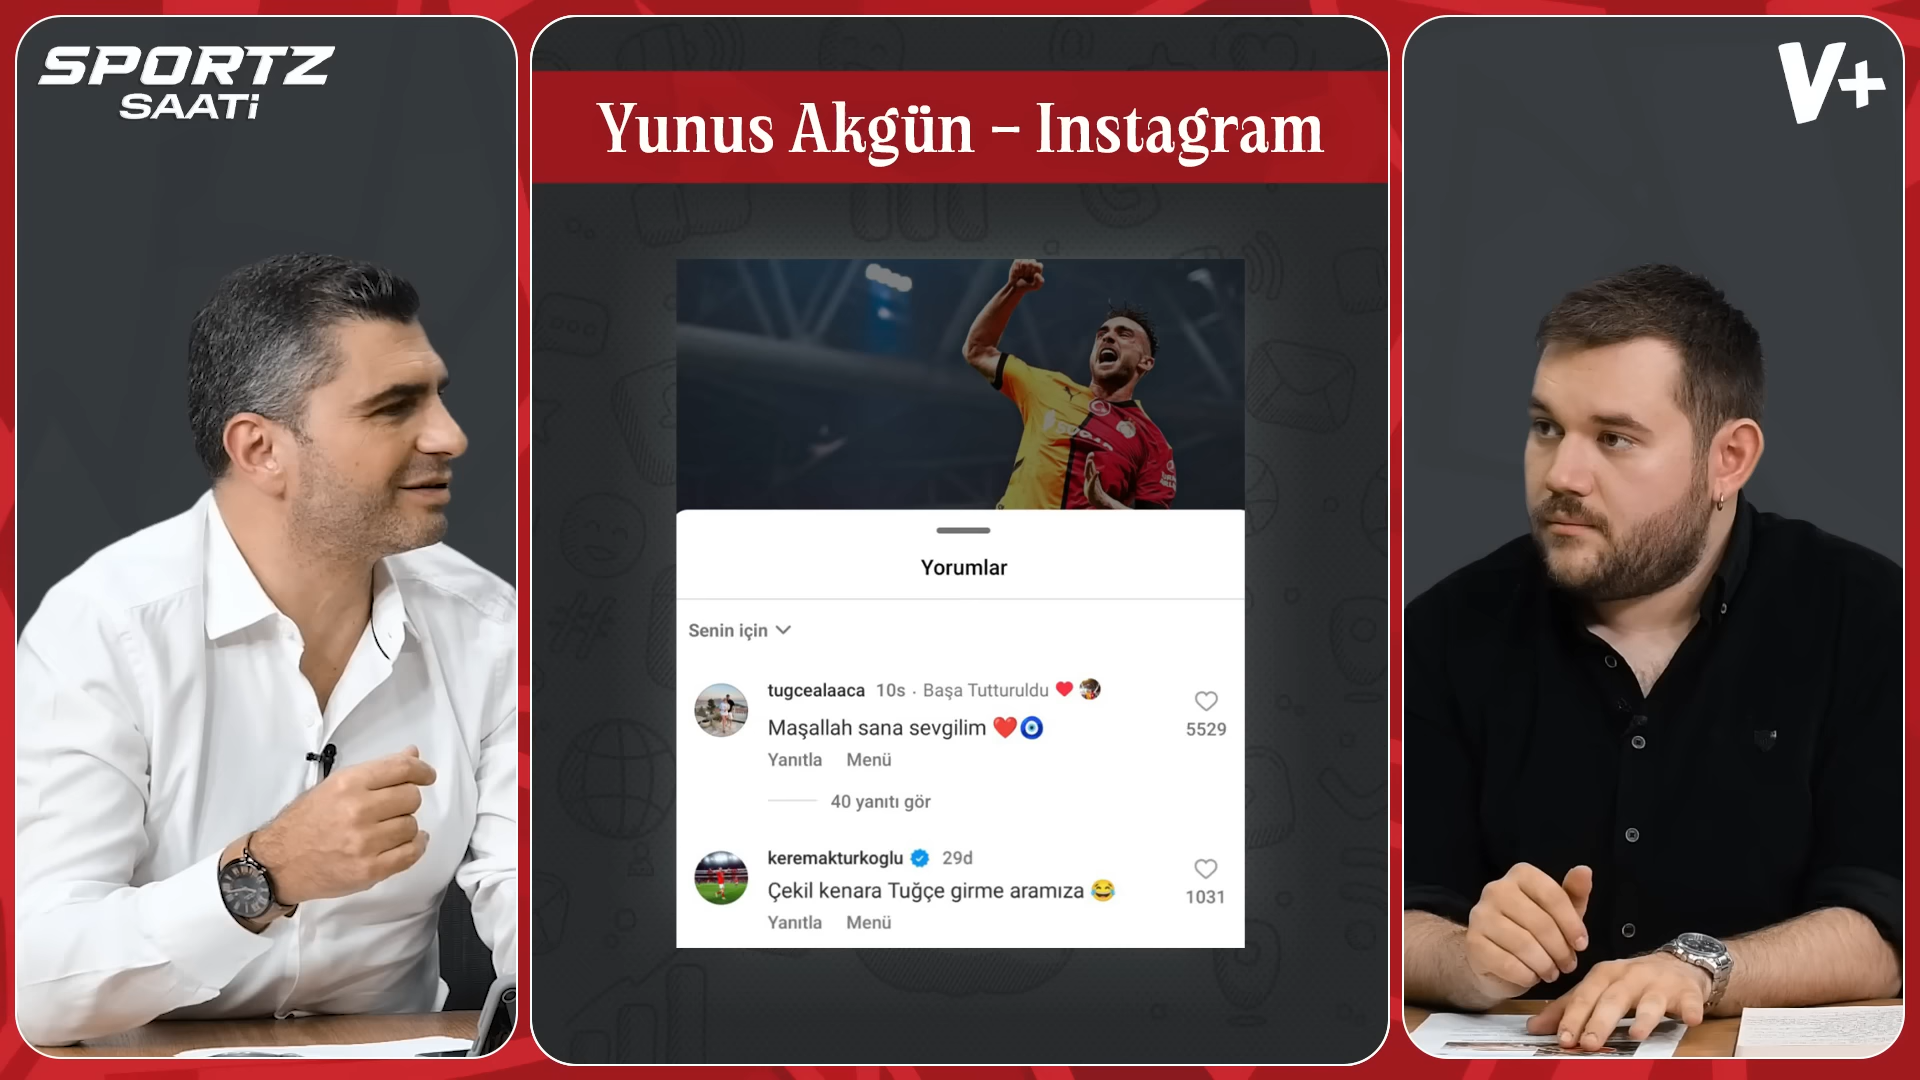 SPORTZ
SAATi
V+
Yunus Akgün – Instagram
Yorumlar
Senin için
tugcealaaca 10s · Başa Tutturuldu ❤️
Maşallah sana sevgilim ❤️🧿
5529
Yanıtla Menü
40 yanıtı gör
keremakturkoglu 29d
Çekil kenara Tuğçe girme aramıza 😂
1031
Yanıtla Menü